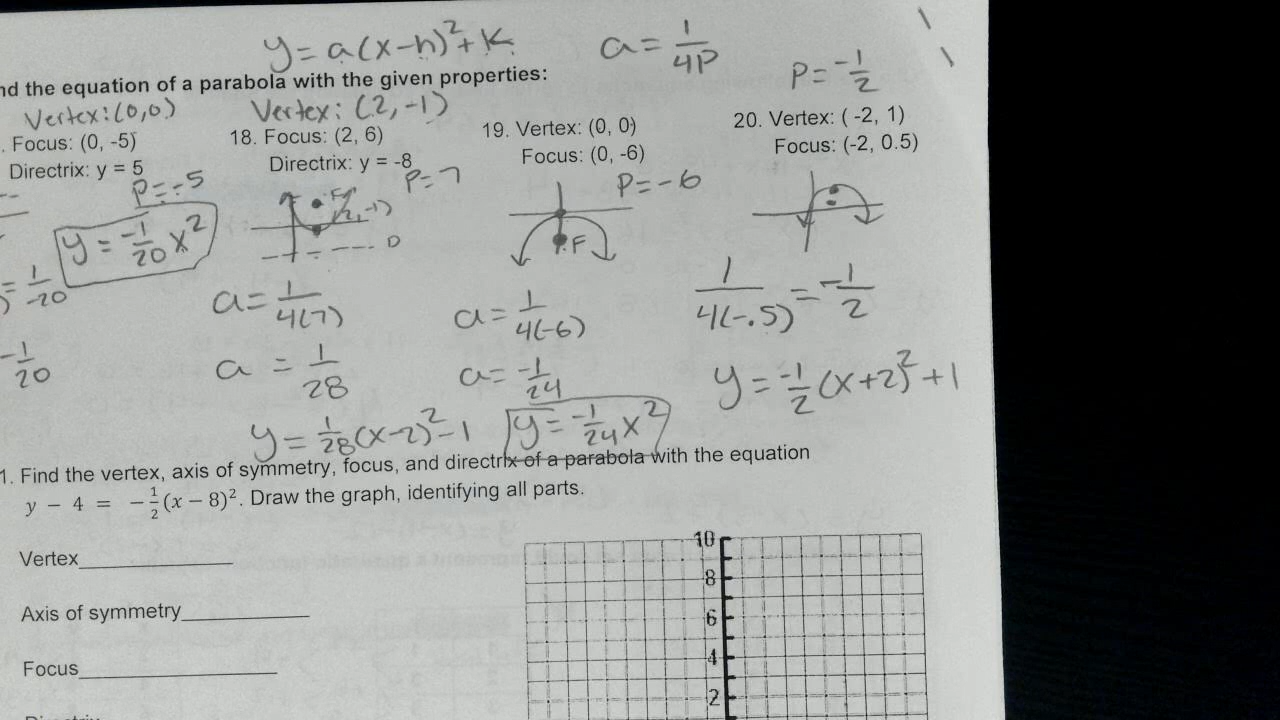 y = a(x-h)² + k
a = 1/4p
nd the equation of a parabola with the given properties:
p = -1/2
Vertex: (0,0)
. Focus: (0, -5)
Directrix: y = 5
p = -5
y = -1/20 x²
= 1/-20
-1/20
Vertex: (2, -1)
18. Focus: (2, 6)
Directrix: y = -8
p = 7
F
(2, -1)
D
a = 1/4(7)
a = 1/28
y = 1/28(x-2)² - 1
19. Vertex: (0, 0)
Focus: (0, -6)
p = -6
F
a = 1/4(-6)
a = -1/24
y = -1/24 x²
20. Vertex: ( -2, 1)
Focus: (-2, 0.5)
1/4(-.5) = -1/2
y = -1/2(x+2)² + 1
1. Find the vertex, axis of symmetry, focus, and directrix of a parabola with the equation
y − 4 = −1/2(x − 8)². Draw the graph, identifying all parts.
Vertex
Axis of symmetry
Focus
10
8
6
4
2